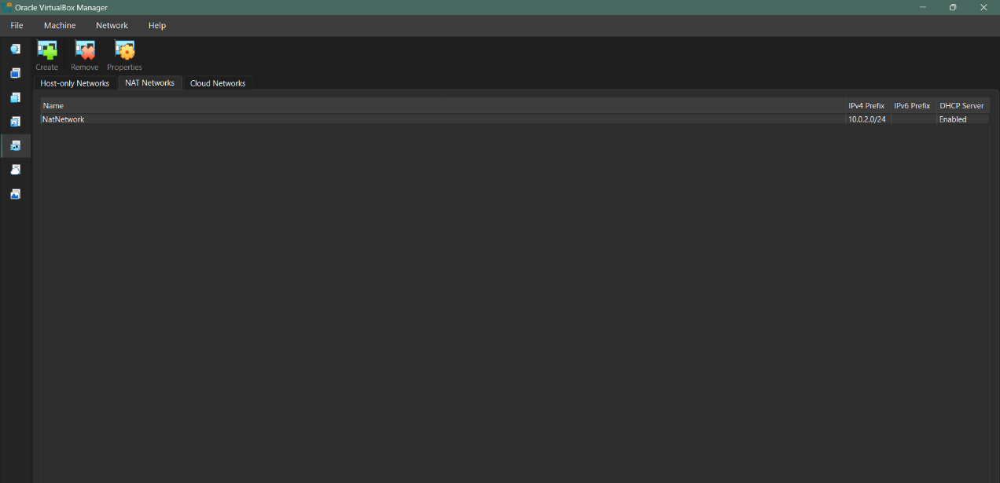 Oracle VirtualBox Manager
File Machine Network Help
Create Remove Properties
Host-only Networks NAT Networks Cloud Networks
Name IPv4 Prefix IPv6 Prefix DHCP Server
NatNetwork 10.0.2.0/24 Enabled